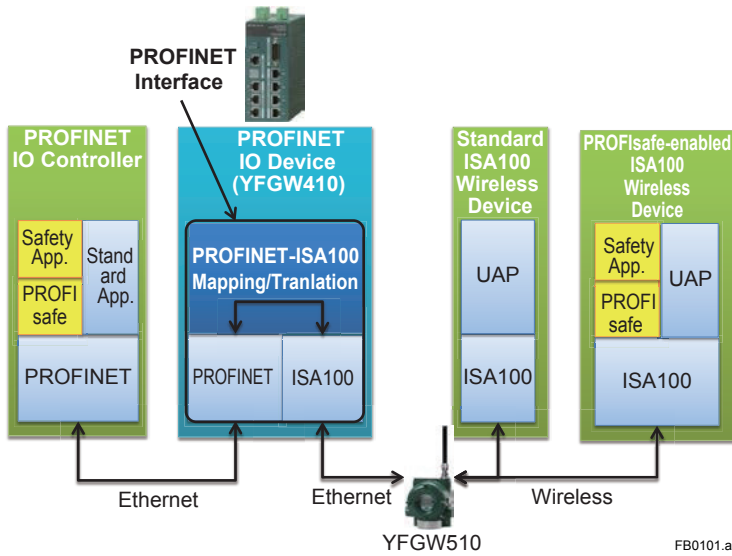 PROFINET
Interface
PROFINET
IO Controller
Safety
App.
PROFI
safe
Stand
ard
App.
PROFINET
PROFINET
IO Device
(YFGW410)
PROFINET-ISA100
Mapping/Tranlation
PROFINET
ISA100
Standard
ISA100
Wireless
Device
UAP
ISA100
PROFIsafe-enabled
ISA100
Wireless
Device
Safety
App.
PROFI
safe
UAP
ISA100
Ethernet
Ethernet
Wireless
YFGW510
FB0101.a